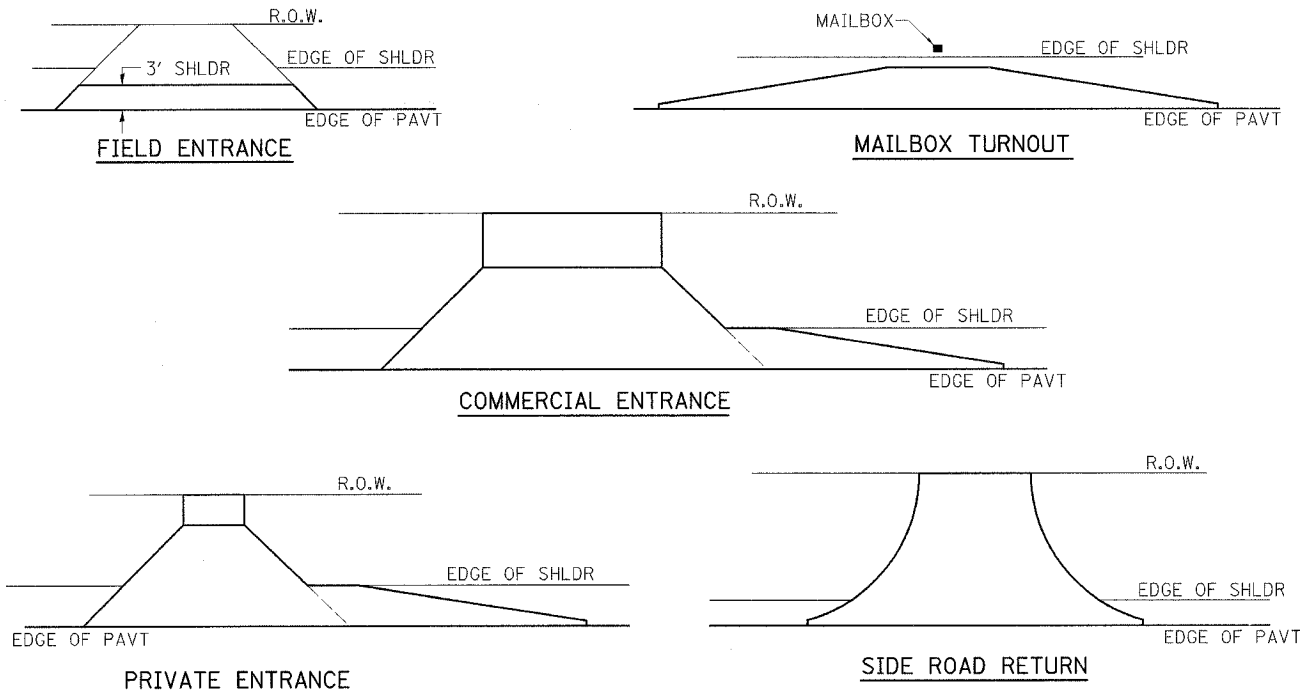 R.O.W.
EDGE OF SHLDR
3' SHLDR
EDGE OF PAVT
FIELD ENTRANCE
MAILBOX
EDGE OF SHLDR
EDGE OF PAVT
MAILBOX TURNOUT
R.O.W.
EDGE OF SHLDR
EDGE OF PAVT
COMMERCIAL ENTRANCE
R.O.W.
EDGE OF SHLDR
EDGE OF PAVT
PRIVATE ENTRANCE
R.O.W.
EDGE OF SHLDR
EDGE OF PAVT
SIDE ROAD RETURN